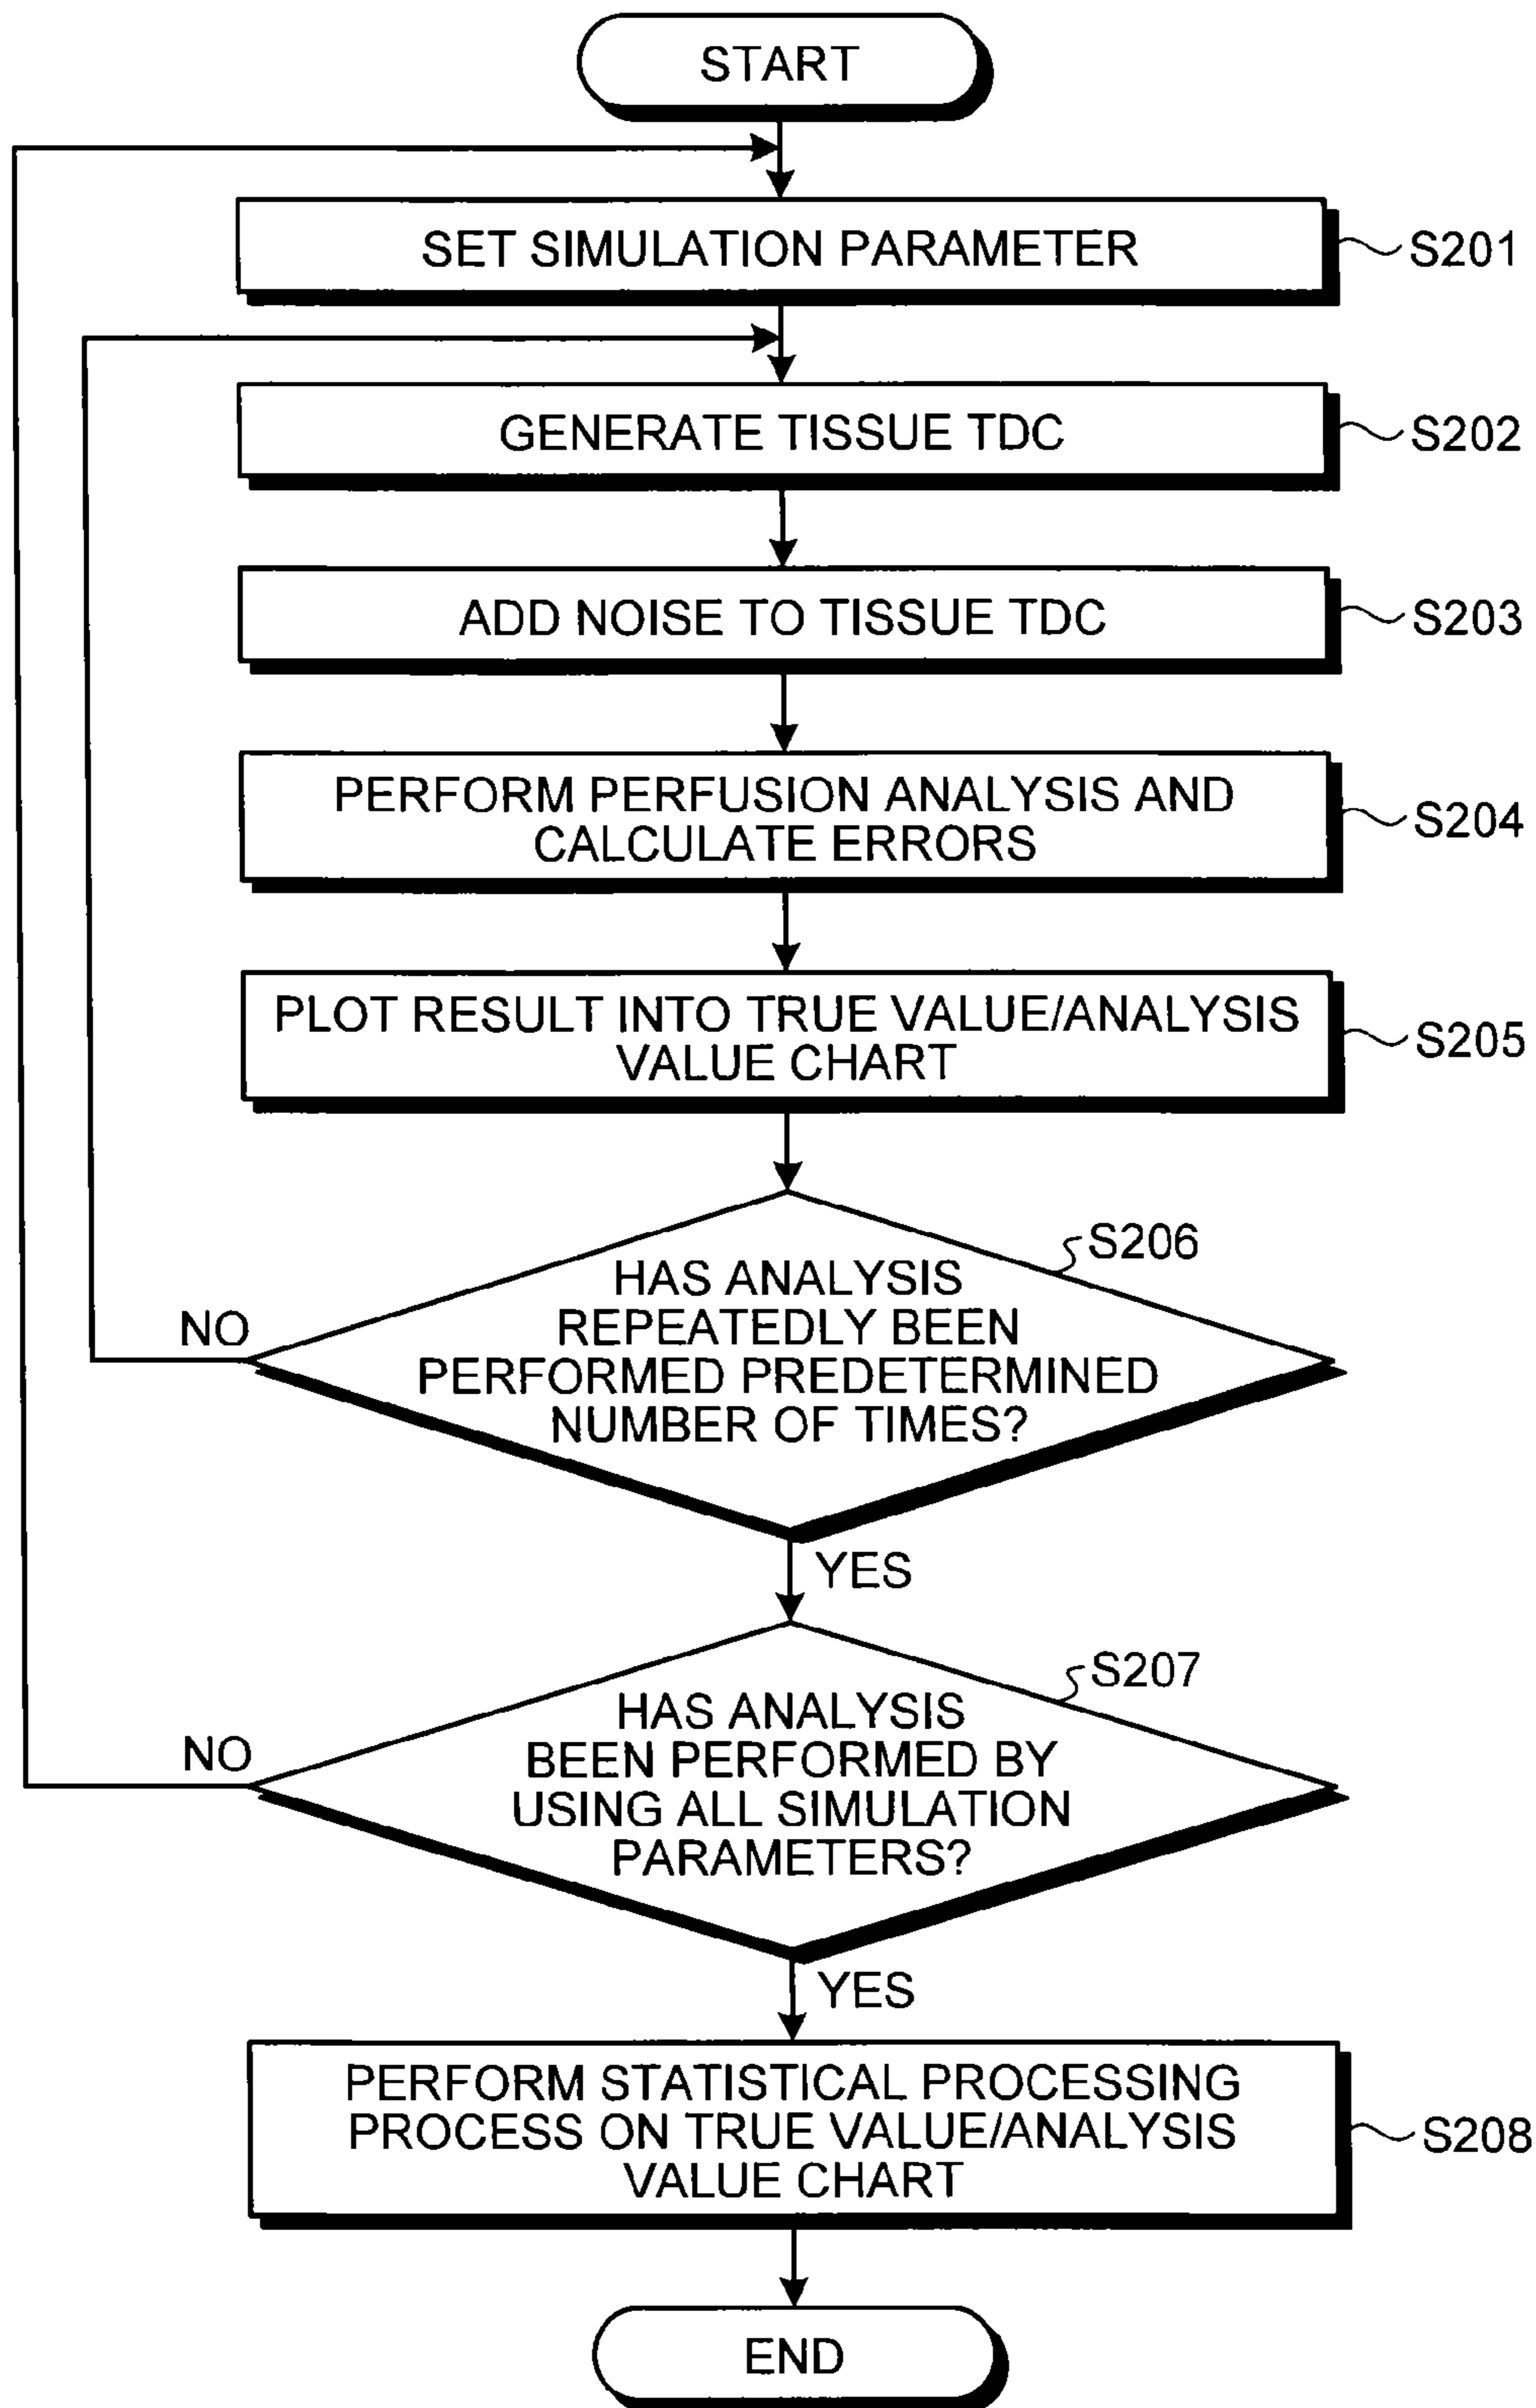 START
SET SIMULATION PARAMETER
S201
GENERATE TISSUE TDC
S202
ADD NOISE TO TISSUE TDC
S203
PERFORM PERFUSION ANALYSIS AND
CALCULATE ERRORS
S204
PLOT RESULT INTO TRUE VALUE/ANALYSIS
VALUE CHART
S205
S206
HAS ANALYSIS
REPEATEDLY BEEN
PERFORMED PREDETERMINED
NUMBER OF TIMES?
NO
YES
S207
HAS ANALYSIS
BEEN PERFORMED BY
USING ALL SIMULATION
PARAMETERS?
NO
YES
PERFORM STATISTICAL PROCESSING
PROCESS ON TRUE VALUE/ANALYSIS
VALUE CHART
S208
END